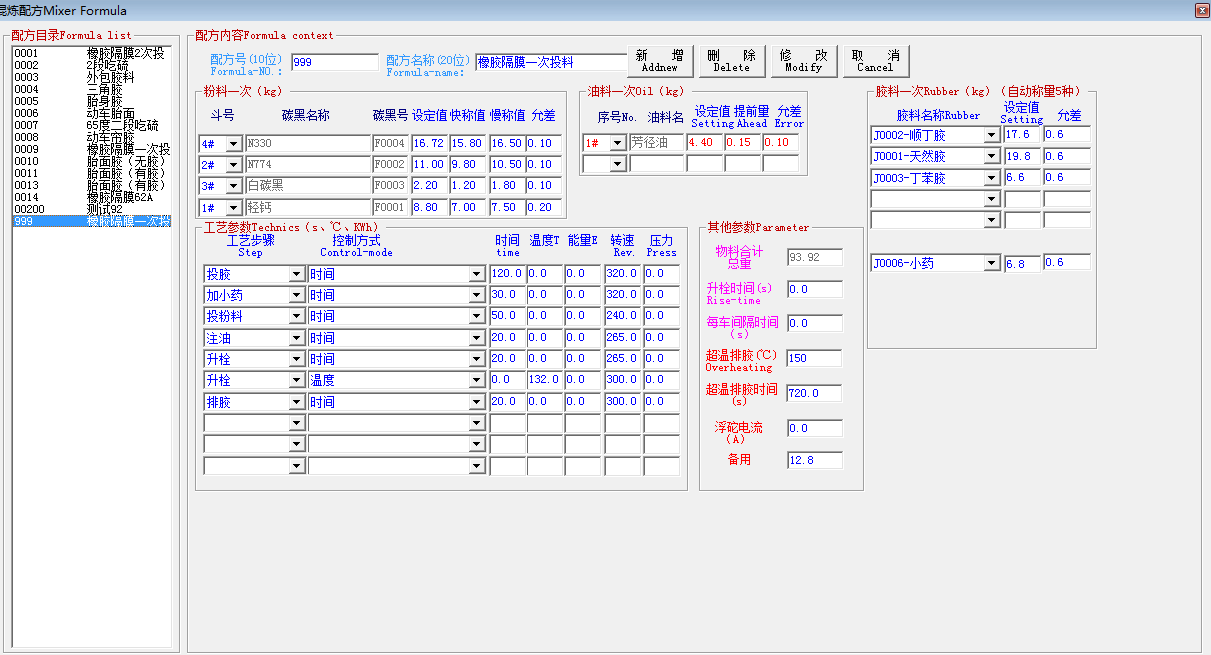 混炼配方Mixer Formula
配方目录Formula list
0001 橡胶隔膜2次投
0002 2段吃硫
0003 外包胶料
0004 三角胶
0005 胎身胶
0006 动车胎面
0007 65度二段吃硫
0008 动车帘胶
0009 橡胶隔膜一次投
0010 胎面胶（无胶）
0011 胎面胶（有胶）
0013 胎面胶（有胶）
0014 橡胶隔膜62A
00200 测试92
999 橡胶隔膜一次投
配方内容Formula context
配方号(10位) 999 配方名称(20位) 橡胶隔膜一次投料
Formula-NO.: Formula-name:
新 增 删 除 修 改 取 消
Addnew Delete Modify Cancel
粉料一次（kg）
斗号 碳黑名称 碳黑号 设定值 快称值 慢称值 允差
4# N330 F0004 16.72 15.80 16.50 0.10
2# N774 F0002 11.00 9.80 10.50 0.10
3# 白碳黑 F0003 2.20 1.20 1.80 0.10
1# 轻钙 F0001 8.80 7.00 7.50 0.20
油料一次Oil（kg）
序号No. 油料名 设定值 提前量 允差
Setting Ahead Error
1# 芳径油 4.40 0.15 0.10
胶料一次Rubber（kg）（自动称量5种）
胶料名称Rubber 设定值 允差
Setting
J0002-顺丁胶 17.6 0.6
J0001-天然胶 19.8 0.6
J0003-丁苯胶 6.6 0.6
J0006-小药 6.8 0.6
工艺参数Technics（s、℃、KWh）
工艺步骤 控制方式 时间 温度T 能量E 转速 压力
Step Control-mode time Rev. Press
投胶 时间 120.0 0.0 0.0 320.0 0.0
加小药 时间 30.0 0.0 0.0 320.0 0.0
投粉料 时间 50.0 0.0 0.0 240.0 0.0
注油 时间 20.0 0.0 0.0 265.0 0.0
升栓 时间 20.0 0.0 0.0 265.0 0.0
升栓 温度 0.0 132.0 0.0 300.0 0.0
排胶 时间 20.0 0.0 0.0 300.0 0.0
其他参数Parameter
物料合计 93.92
总重
升栓时间(s) 0.0
Rise-time
每车间隔时间 0.0
(s)
超温排胶(℃) 150
Overheating
超温排胶时间 720.0
(s)
浮砣电流 0.0
(A)
备用 12.8